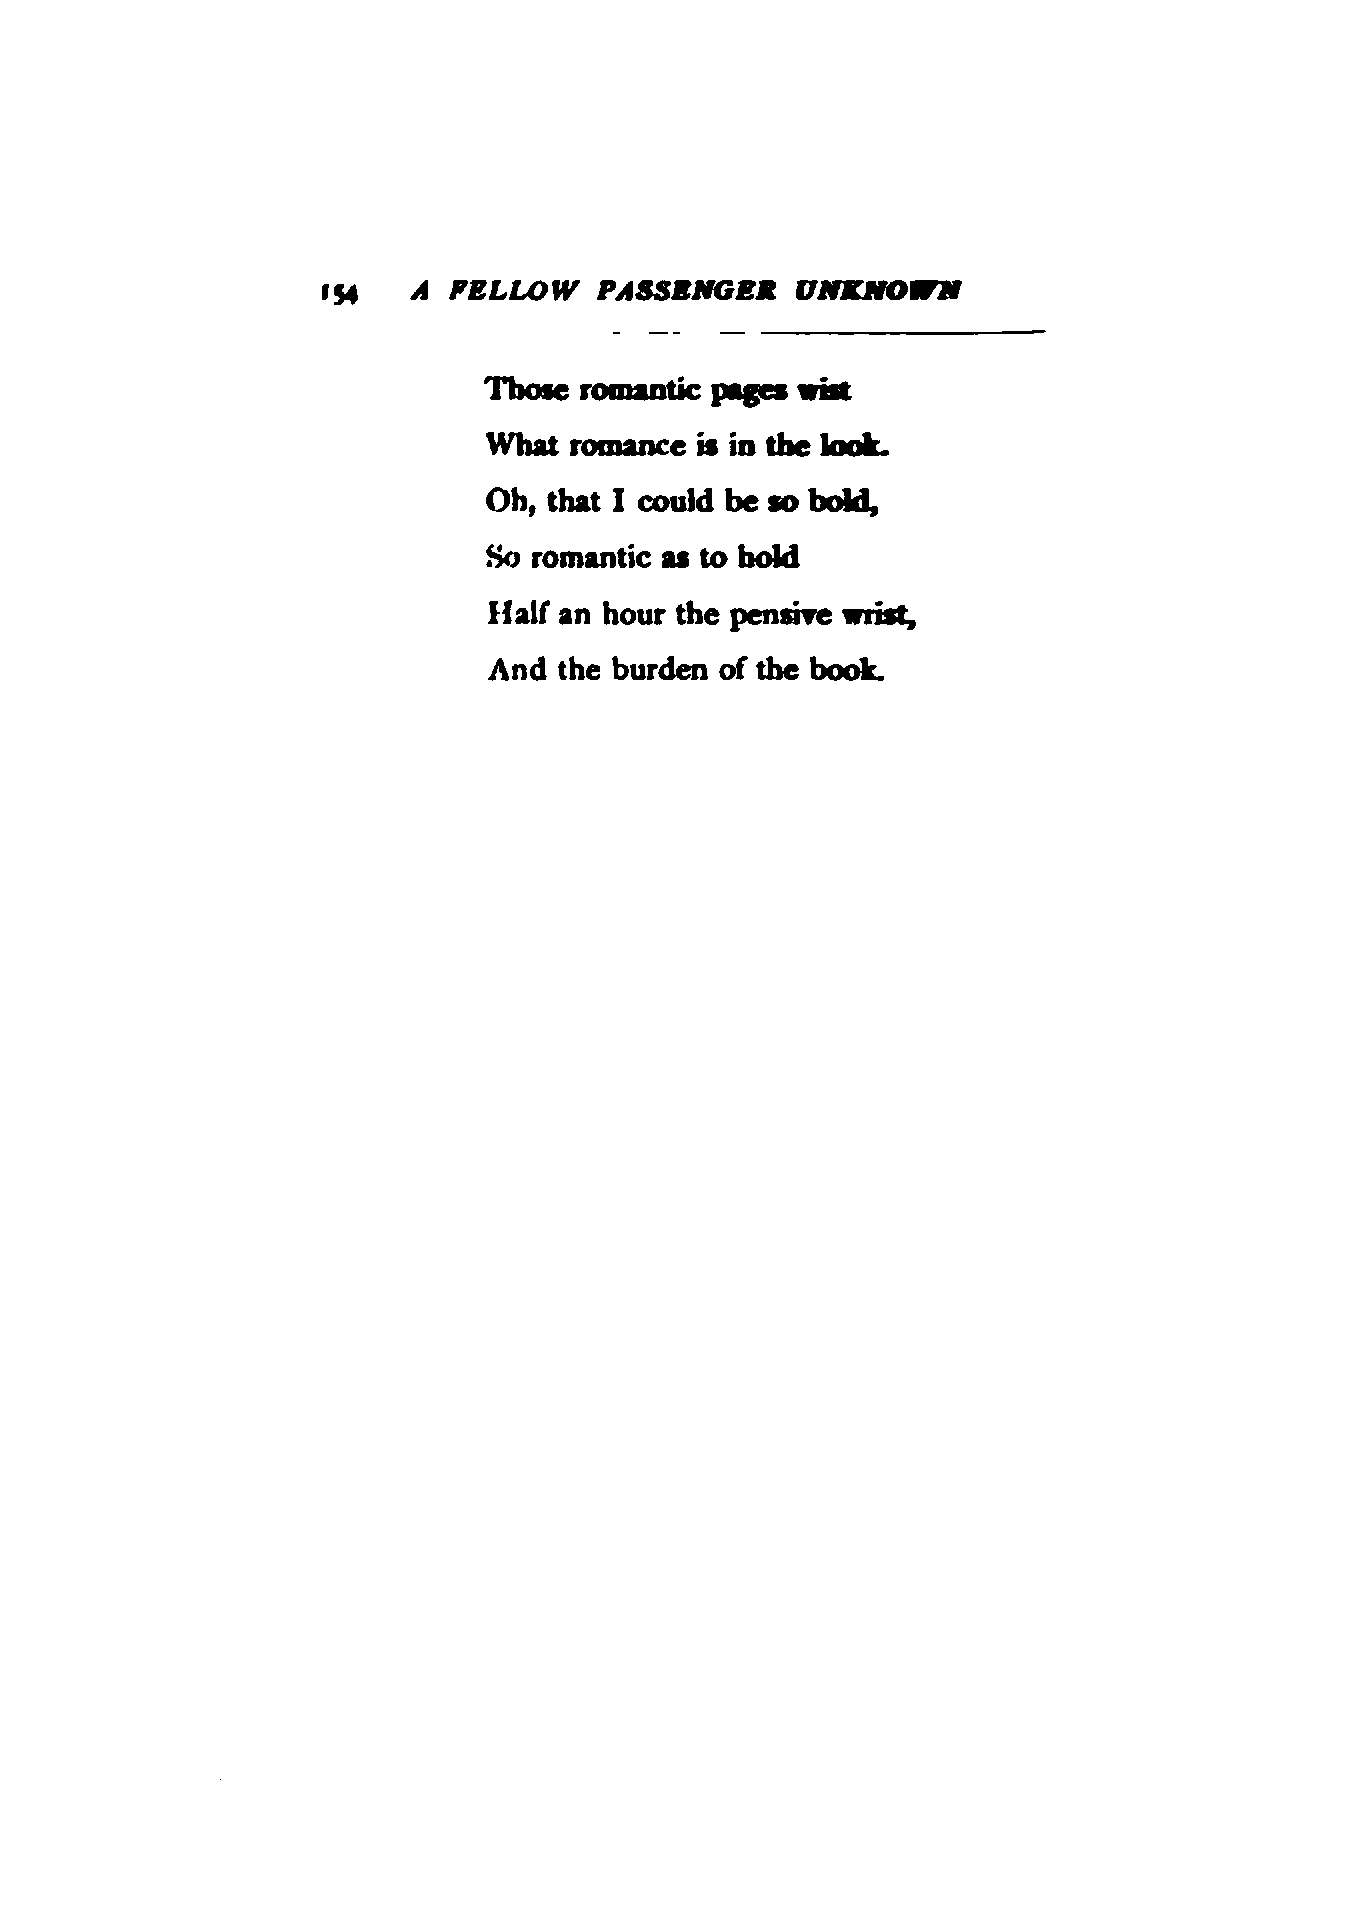 154 A FELLOW PASSENGER UNKNOWN
Those romantic pages wist
What romance is in the look.
Oh, that I could be so bold,
So romantic as to hold
Half an hour the pensive wrist,
And the burden of the book.